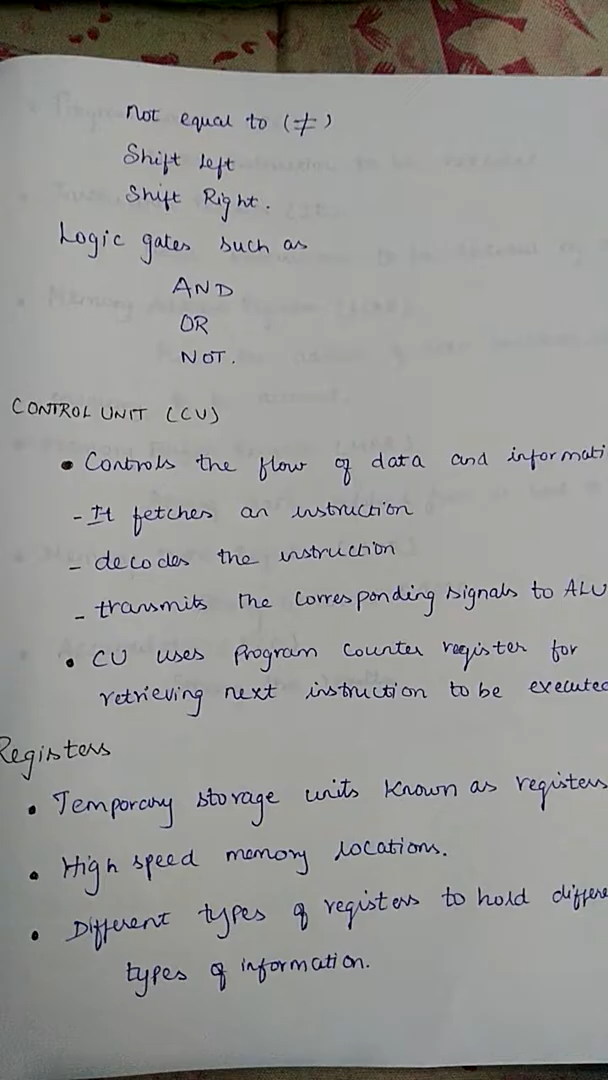 Not equal to (≠)
Shift Left
Shift Right.
Logic gates such as
AND
OR
NOT.
CONTROL UNIT (CU)
• Controls the flow of data and informati
- It fetches an instruction
- decodes the instruction
- transmits the corresponding signals to ALU
• CU uses Program Counter register for
retrieving next instruction to be executed
Registers
• Temporary storage units known as registers
• High speed memory locations.
• Different types of registers to hold differe
types of information.